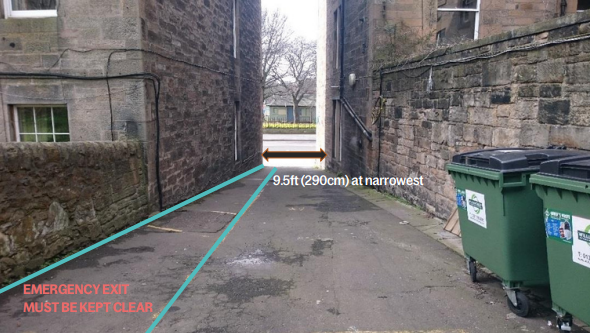 9.5ft (290cm) at narrowest
EMERGENCY EXIT
MUST BE KEPT CLEAR